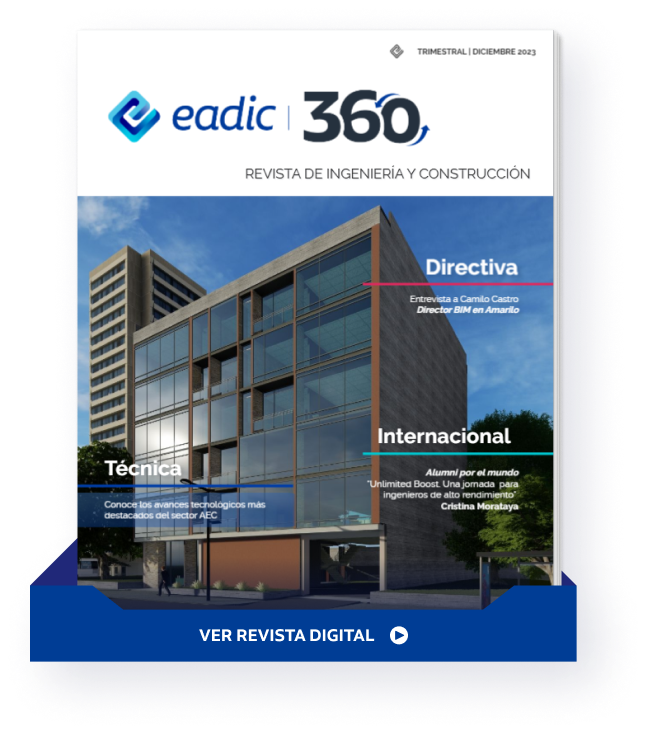 TRIMESTRAL | DICIEMBRE 2023
eadic | 360
REVISTA DE INGENIERÍA Y CONSTRUCCIÓN
Directiva
Entrevista a Camilo Castro
Director BIM en Amarilo
Internacional
Alumni por el mundo
"Unlimited Boost. Una jornada para
ingenieros de alto rendimiento"
Cristina Morataya
Técnica
Conoce los avances tecnológicos más
destacados del sector AEC
VER REVISTA DIGITAL